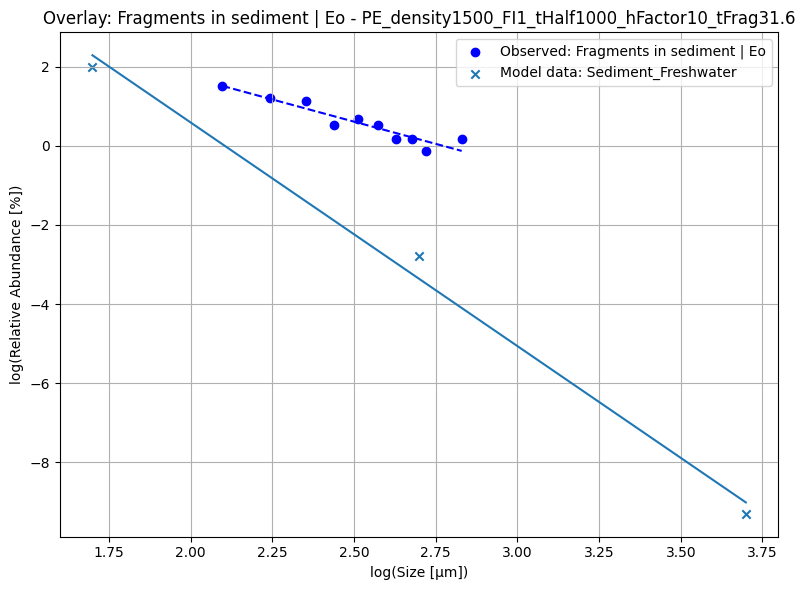 Overlay: Fragments in sediment | Eo - PE_density1500_FI1_tHalf1000_hFactor10_tFrag31.6
Observed: Fragments in sediment | Eo
Model data: Sediment_Freshwater
log(Relative Abundance [%])
2
0
−2
−4
−6
−8
1.75 2.00 2.25 2.50 2.75 3.00 3.25 3.50 3.75
log(Size [μm])